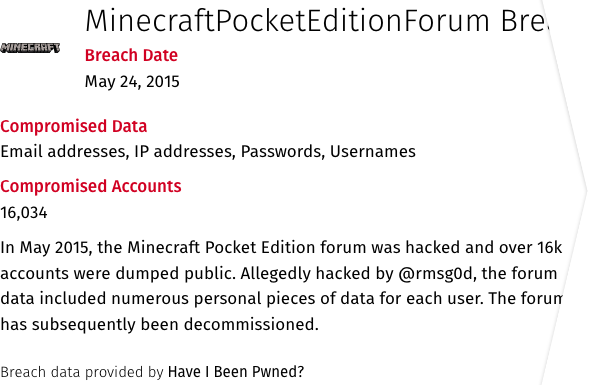 MinecraftPocketEditionForum
MINECRAFT
Breach Date
May 24, 2015
Compromised Data
Email addresses, IP addresses, Passwords, Usernames
Compromised Accounts
16,034
In May 2015, the Minecraft Pocket Edition forum was hacked and over 16k
accounts were dumped public. Allegedly hacked by @rmsg0d, the forum
data included numerous personal pieces of data for each user. The forum
has subsequently been decommissioned.
Breach data provided by Have I Been Pwned?